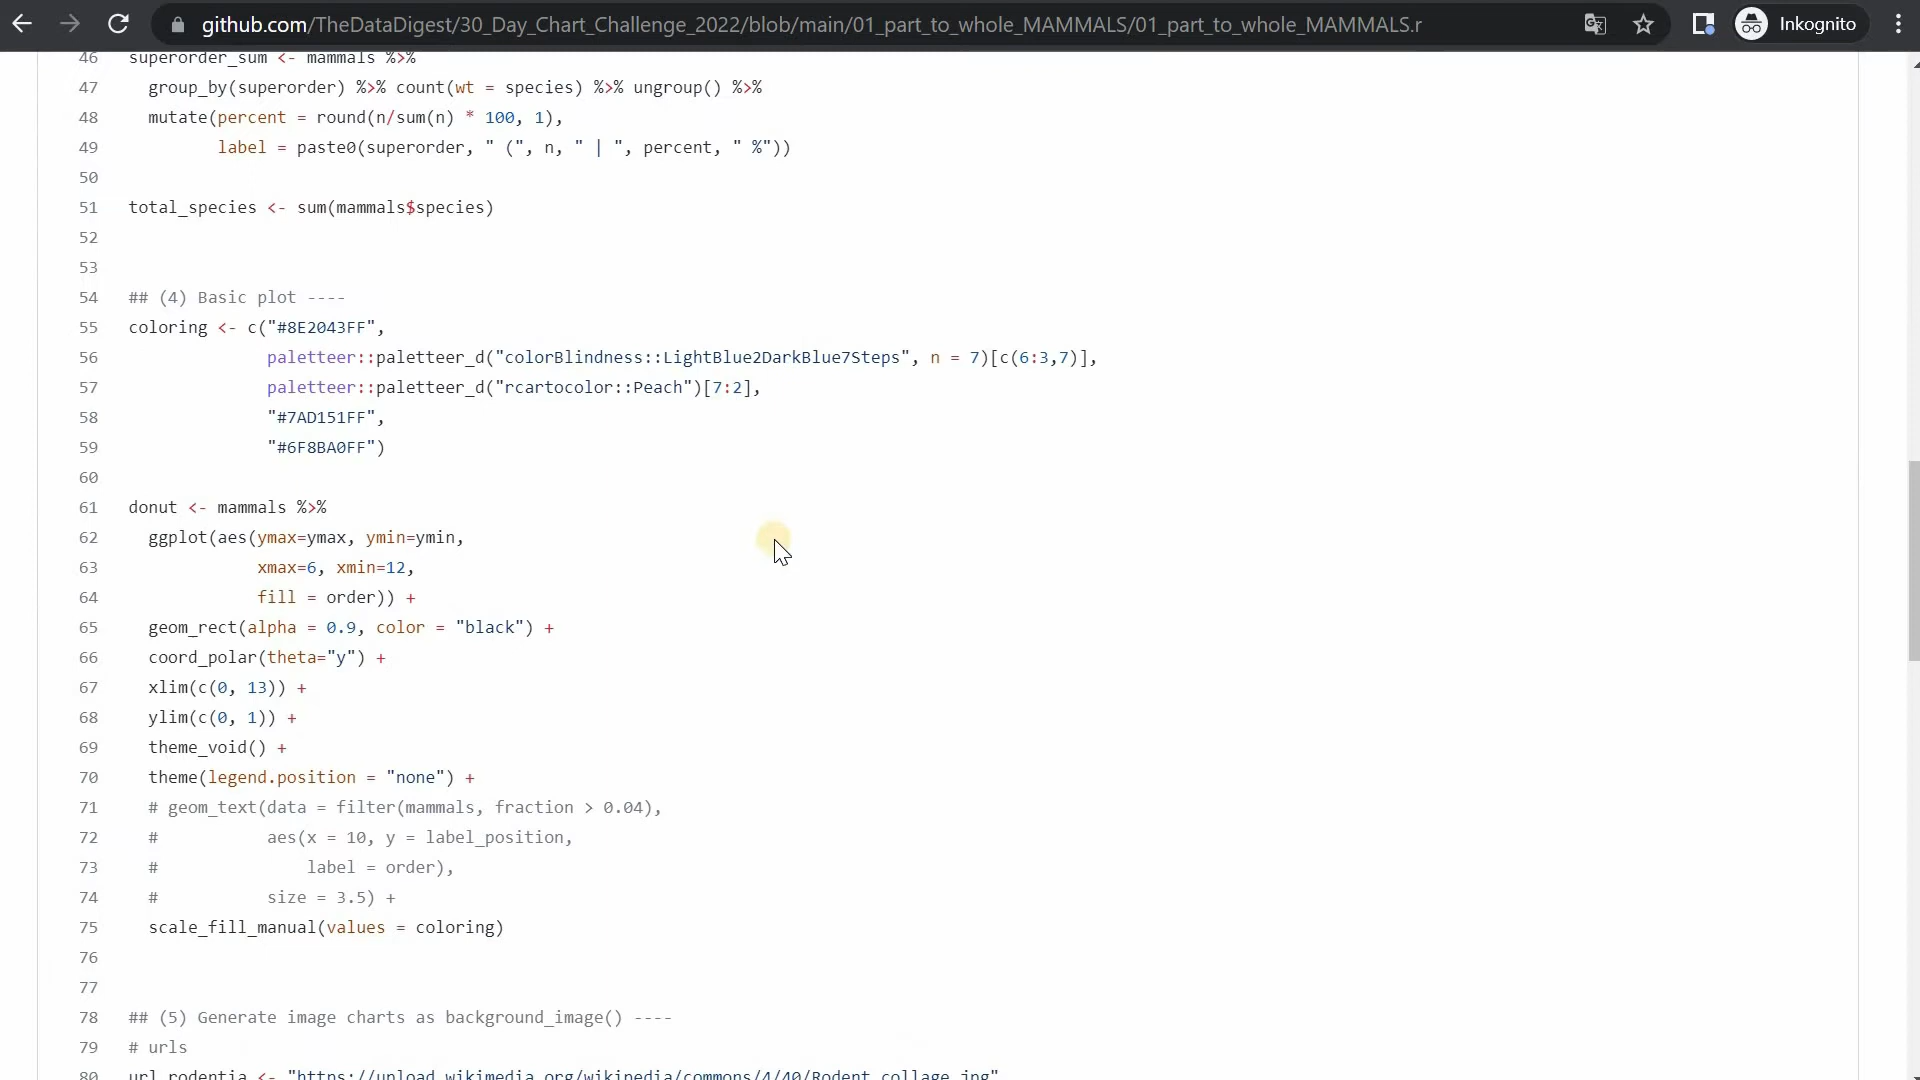 github.com/TheDataDigest/30_Day_Chart_Challenge_2022/blob/main/01_part_to_whole_MAMMALS/01_part_to_whole_MAMMALS.r
Inkognito
46 superorder_sum <- mammals %>%
47 group_by(superorder) %>% count(wt = species) %>% ungroup() %>%
48 mutate(percent = round(n/sum(n) * 100, 1),
49 label = paste0(superorder, " (", n, " | ", percent, " %"))
50
51 total_species <- sum(mammals$species)
52
53
54 ## (4) Basic plot ----
55 coloring <- c("#8E2043FF",
56 paletteer::paletteer_d("colorBlindness::LightBlue2DarkBlue7Steps", n = 7)[c(6:3,7)],
57 paletteer::paletteer_d("rcartocolor::Peach")[7:2],
58 "#7AD151FF",
59 "#6F8BA0FF")
60
61 donut <- mammals %>%
62 ggplot(aes(ymax=ymax, ymin=ymin,
63 xmax=6, xmin=12,
64 fill = order)) +
65 geom_rect(alpha = 0.9, color = "black") +
66 coord_polar(theta="y") +
67 xlim(c(0, 13)) +
68 ylim(c(0, 1)) +
69 theme_void() +
70 theme(legend.position = "none") +
71 # geom_text(data = filter(mammals, fraction > 0.04),
72 # aes(x = 10, y = label_position,
73 # label = order),
74 # size = 3.5) +
75 scale_fill_manual(values = coloring)
76
77
78 ## (5) Generate image charts as background_image() ----
79 # urls
80 url_rodentia <- "https://upload.wikimedia.org/wikipedia/commons/4/40/Rodent_collage.jpg"